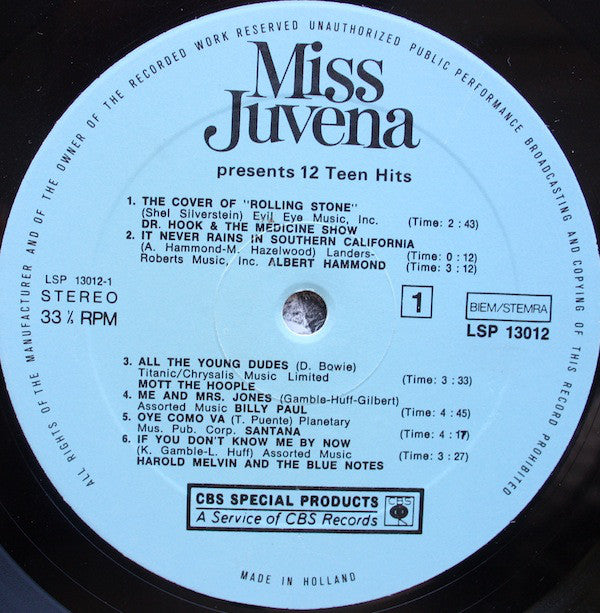 ALL RIGHTS OF THE MANUFACTURER AND OF THE OWNER OF THE RECORDED WORK RESERVED UNAUTHORIZED PUBLIC PERFORMANCE BROADCASTING AND COPYING OF THIS RECORD PROHIBITED
Miss
Juvena
presents 12 Teen Hits
1. THE COVER OF "ROLLING STONE"
(Shel Silverstein) Evil Eye Music, Inc. (Time: 2 : 43)
DR. HOOK & THE MEDICINE SHOW
2. IT NEVER RAINS IN SOUTHERN CALIFORNIA
(A. Hammond-M. Hazelwood) Landers- (Time: 0 : 12)
Roberts Music, Inc. ALBERT HAMMOND (Time: 3 : 12)
LSP 13012-1
STEREO
33 ⅓ RPM
1
BIEM/STEMRA
LSP 13012
3. ALL THE YOUNG DUDES (D. Bowie)
Titanic/Chrysalis Music Limited (Time: 3 : 33)
MOTT THE HOOPLE
4. ME AND MRS. JONES (Gamble-Huff-Gilbert)
Assorted Music BILLY PAUL (Time: 4 : 45)
5. OYE COMO VA (T. Puente) Planetary
Mus. Pub. Corp. SANTANA (Time: 4 : 17)
6. IF YOU DON'T KNOW ME BY NOW
(K. Gamble-L. Huff) Assorted Music (Time: 3 : 27)
HAROLD MELVIN AND THE BLUE NOTES
CBS SPECIAL PRODUCTS CBS
A Service of CBS Records
MADE IN HOLLAND